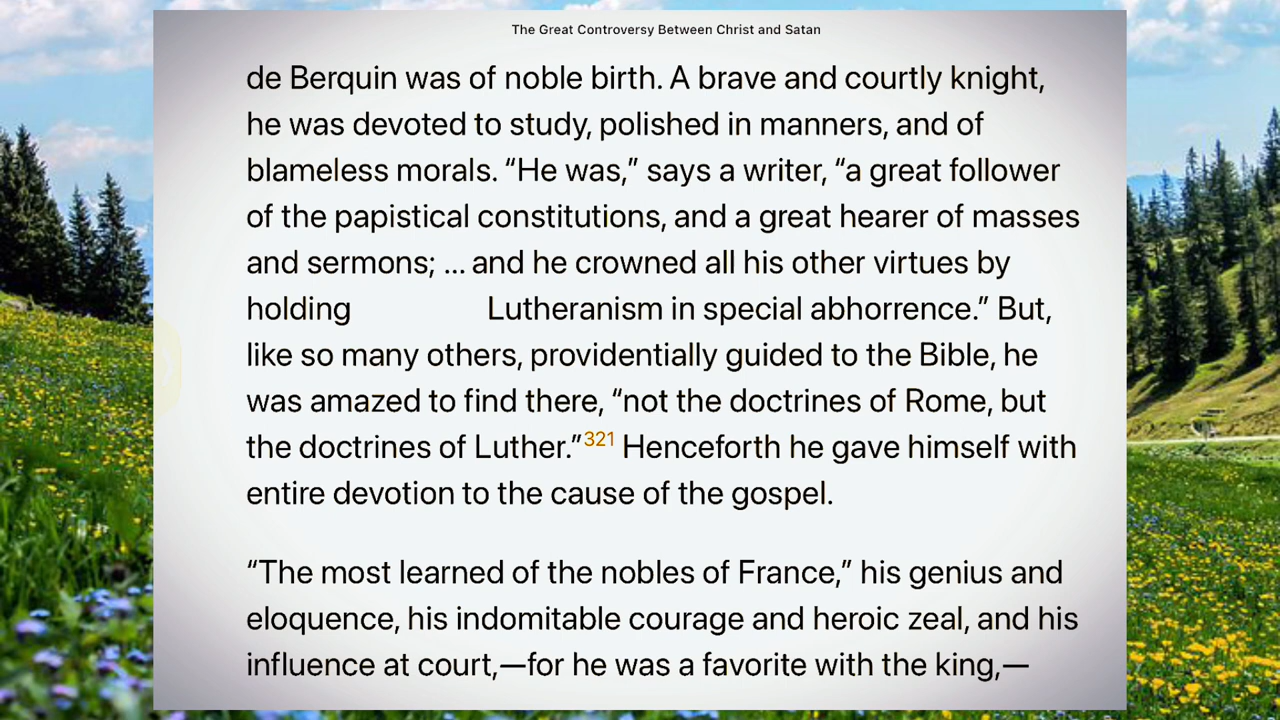 The Great Controversy Between Christ and Satan
de Berquin was of noble birth. A brave and courtly knight,
he was devoted to study, polished in manners, and of
blameless morals. “He was,” says a writer, “a great follower
of the papistical constitutions, and a great hearer of masses
and sermons; ... and he crowned all his other virtues by
holding Lutheranism in special abhorrence.” But,
like so many others, providentially guided to the Bible, he
was amazed to find there, “not the doctrines of Rome, but
the doctrines of Luther.”321 Henceforth he gave himself with
entire devotion to the cause of the gospel.
“The most learned of the nobles of France,” his genius and
eloquence, his indomitable courage and heroic zeal, and his
influence at court,—for he was a favorite with the king,—